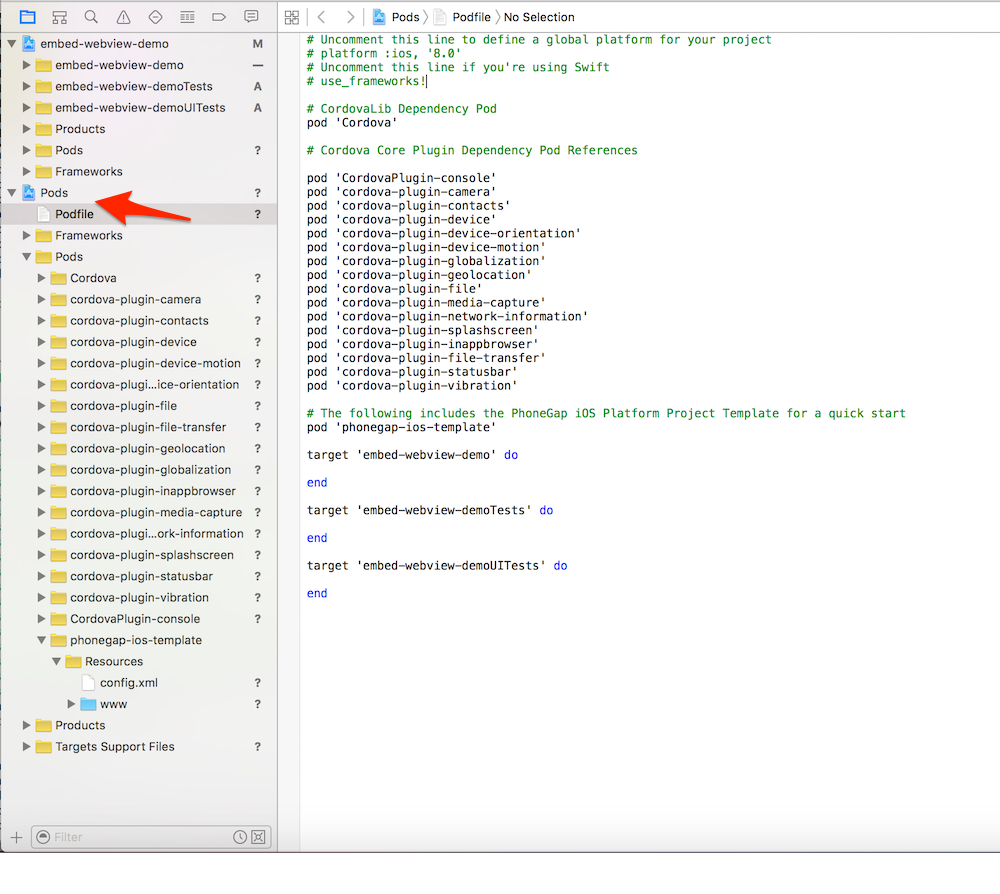 Pods Podfile No Selection
embed-webview-demo M
embed-webview-demo —
embed-webview-demoTests A
embed-webview-demoUITests A
Products
Pods ?
Frameworks
Pods ?
Podfile ?
Frameworks
Pods
Cordova ?
cordova-plugin-camera ?
cordova-plugin-contacts ?
cordova-plugin-device ?
cordova-plugin-device-motion ?
cordova-plugi...ice-orientation ?
cordova-plugin-file ?
cordova-plugin-file-transfer ?
cordova-plugin-geolocation ?
cordova-plugin-globalization ?
cordova-plugin-inappbrowser ?
cordova-plugin-media-capture ?
cordova-plugi...ork-information ?
cordova-plugin-splashscreen ?
cordova-plugin-statusbar ?
cordova-plugin-vibration ?
CordovaPlugin-console ?
phonegap-ios-template
Resources
config.xml ?
www ?
Products
Targets Support Files ?
Filter
# Uncomment this line to define a global platform for your project
# platform :ios, '8.0'
# Uncomment this line if you're using Swift
# use_frameworks!
# CordovaLib Dependency Pod
pod 'Cordova'
# Cordova Core Plugin Dependency Pod References
pod 'CordovaPlugin-console'
pod 'cordova-plugin-camera'
pod 'cordova-plugin-contacts'
pod 'cordova-plugin-device'
pod 'cordova-plugin-device-orientation'
pod 'cordova-plugin-device-motion'
pod 'cordova-plugin-globalization'
pod 'cordova-plugin-geolocation'
pod 'cordova-plugin-file'
pod 'cordova-plugin-media-capture'
pod 'cordova-plugin-network-information'
pod 'cordova-plugin-splashscreen'
pod 'cordova-plugin-inappbrowser'
pod 'cordova-plugin-file-transfer'
pod 'cordova-plugin-statusbar'
pod 'cordova-plugin-vibration'
# The following includes the PhoneGap iOS Platform Project Template for a quick start
pod 'phonegap-ios-template'
target 'embed-webview-demo' do
end
target 'embed-webview-demoTests' do
end
target 'embed-webview-demoUITests' do
end